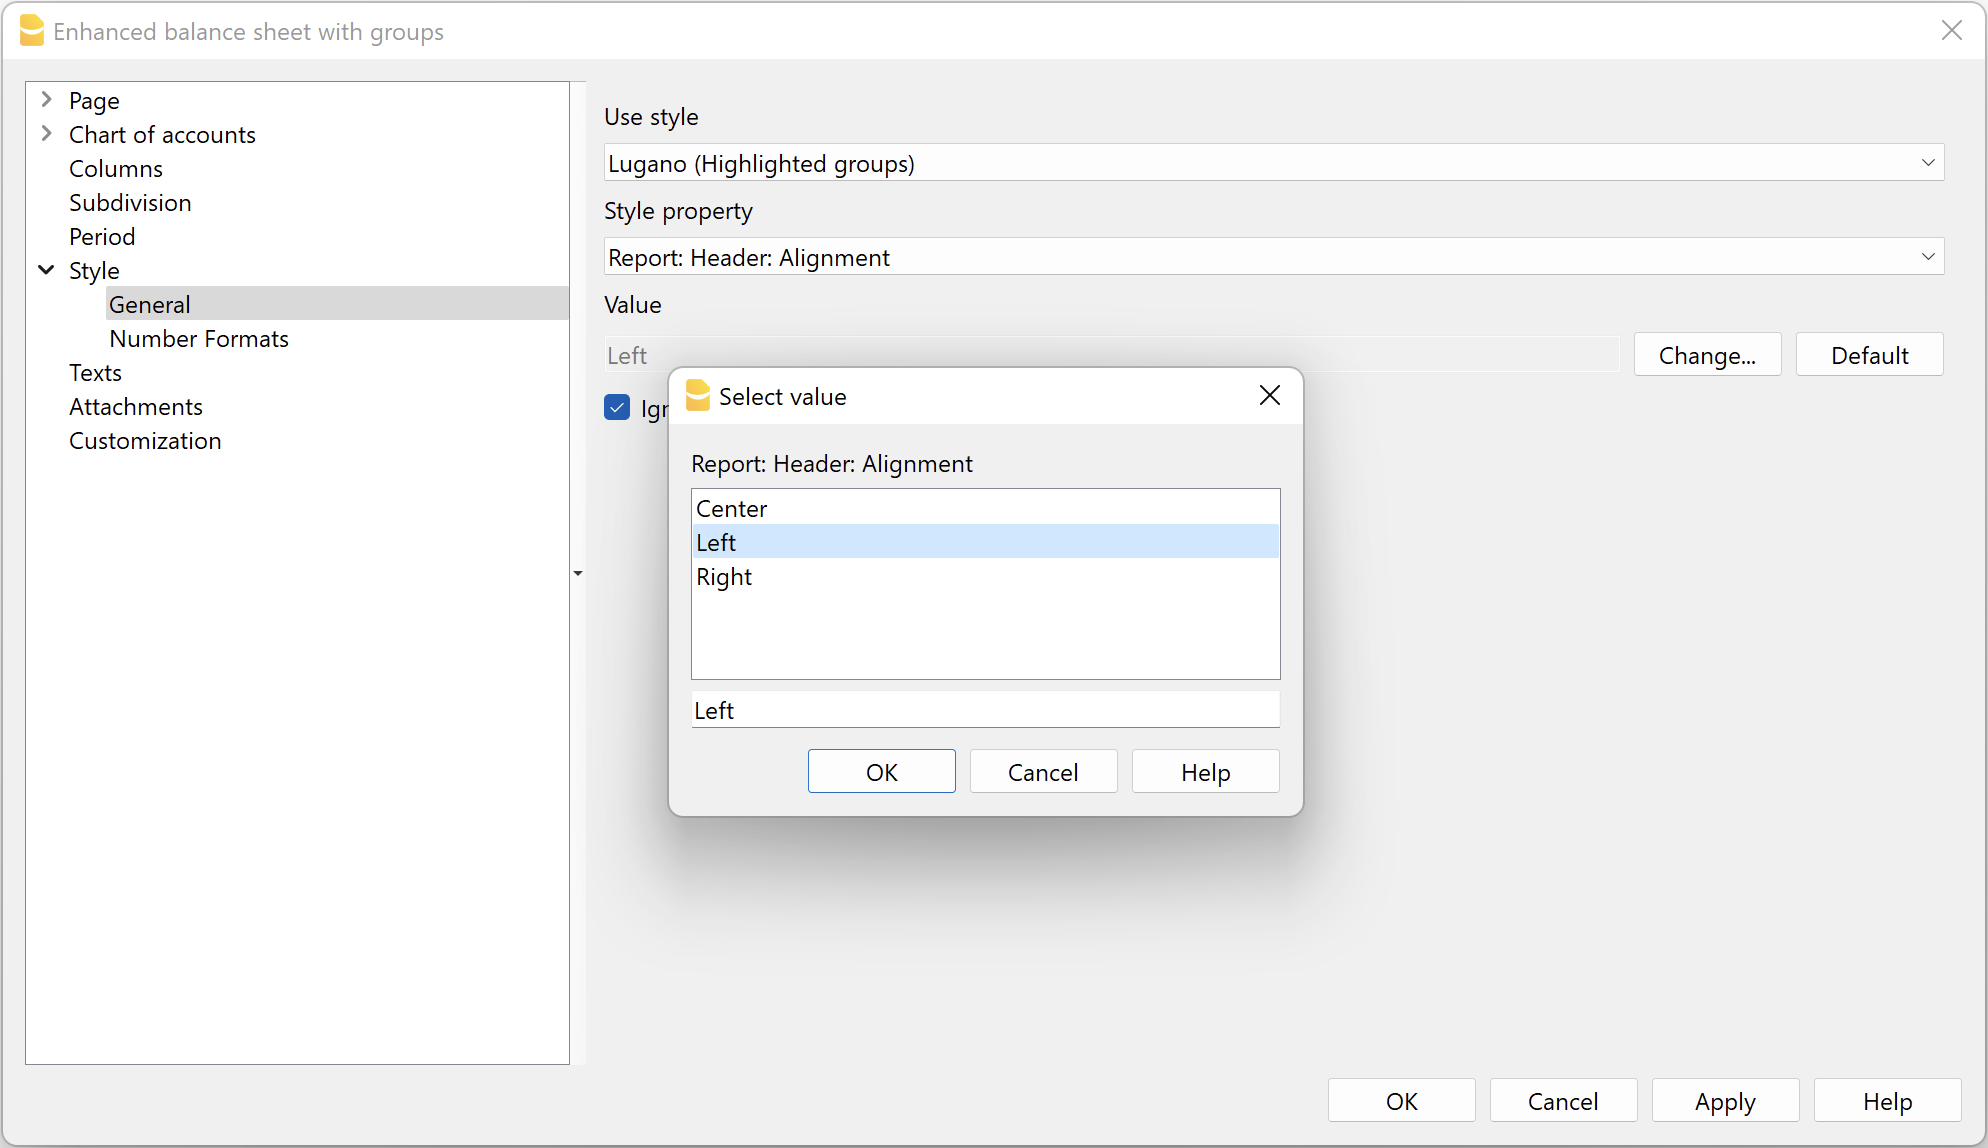 Enhanced balance sheet with groups
Page
Chart of accounts
Columns
Subdivision
Period
Style
General
Number Formats
Texts
Attachments
Customization
Use style
Lugano (Highlighted groups)
Style property
Report: Header: Alignment
Value
Left
Change...
Default
Select value
Report: Header: Alignment
Center
Left
Right
Left
OK
Cancel
Help
OK
Cancel
Apply
Help